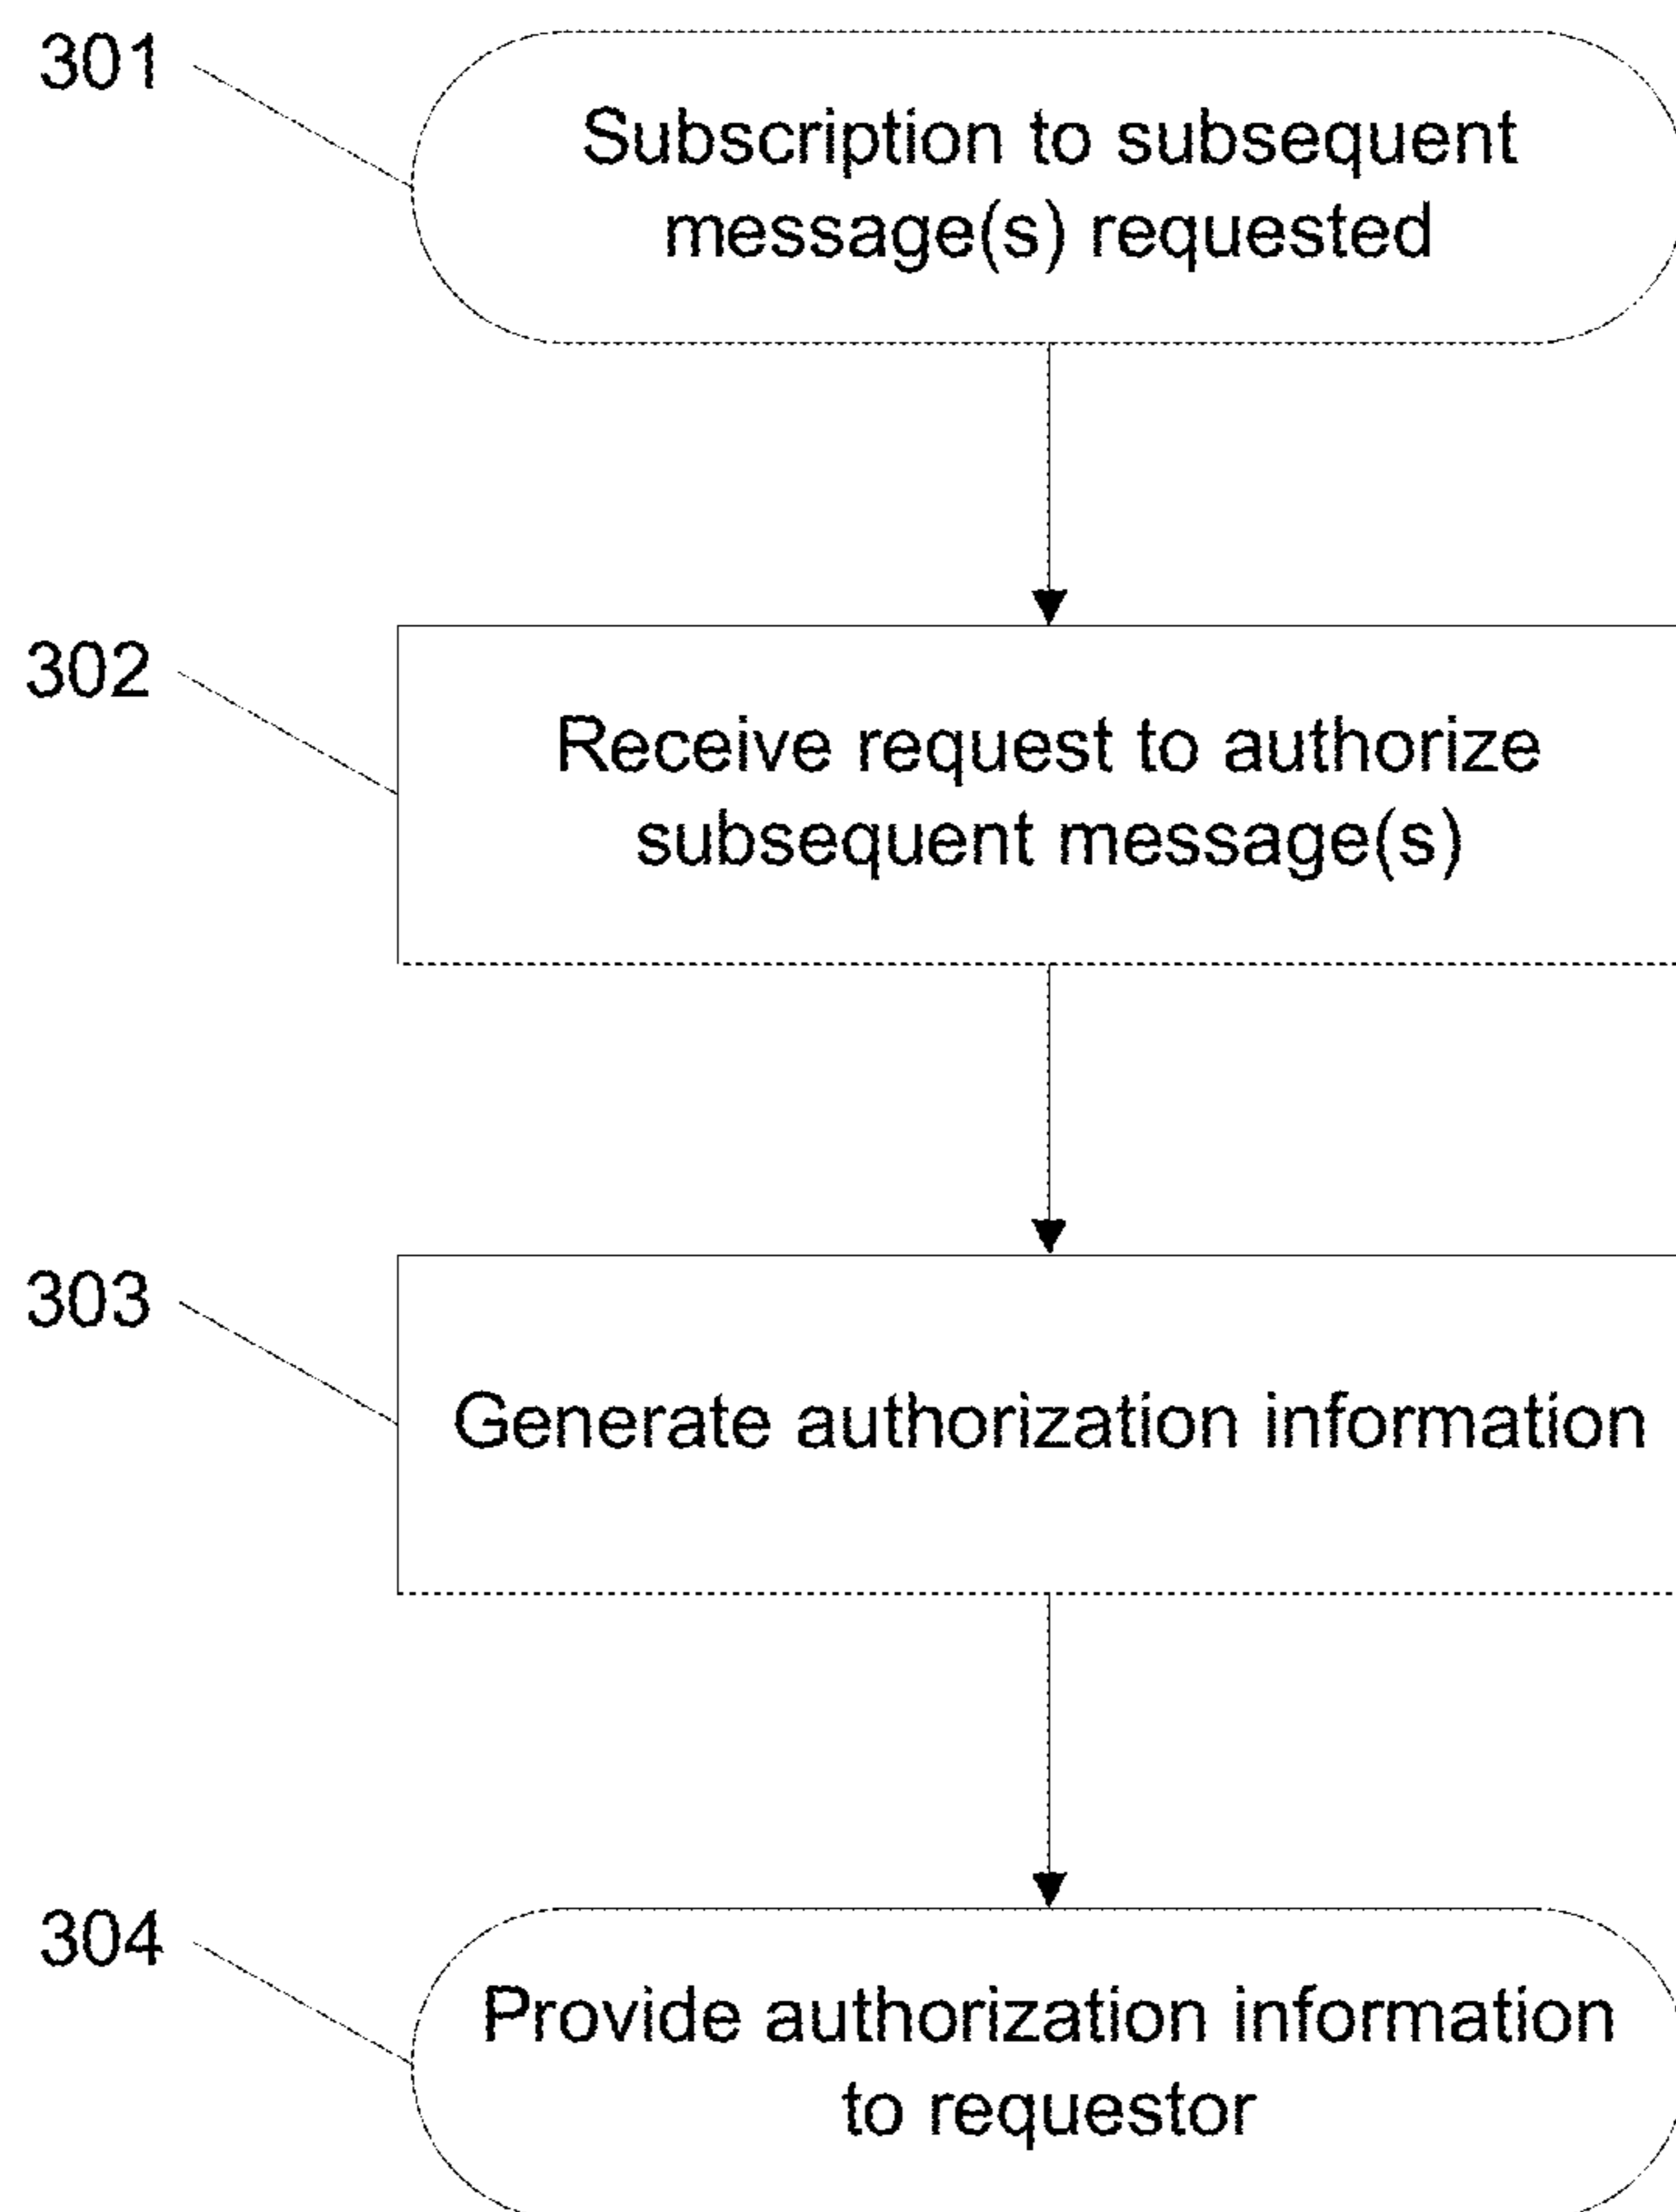 301
Subscription to subsequent
message(s) requested
302
Receive request to authorize
subsequent message(s)
303
Generate authorization information
304
Provide authorization information
to requestor